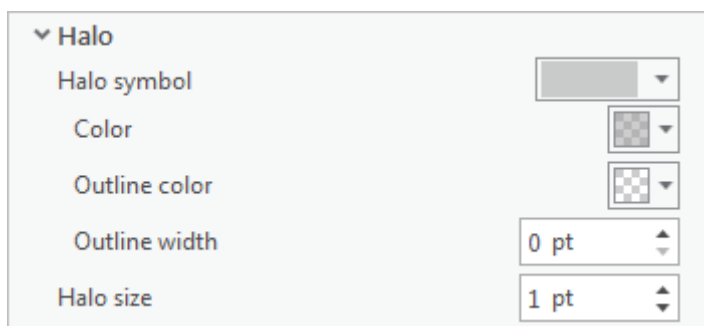 Halo
Halo symbol
Color
Outline color
Outline width 0 pt
Halo size 1 pt